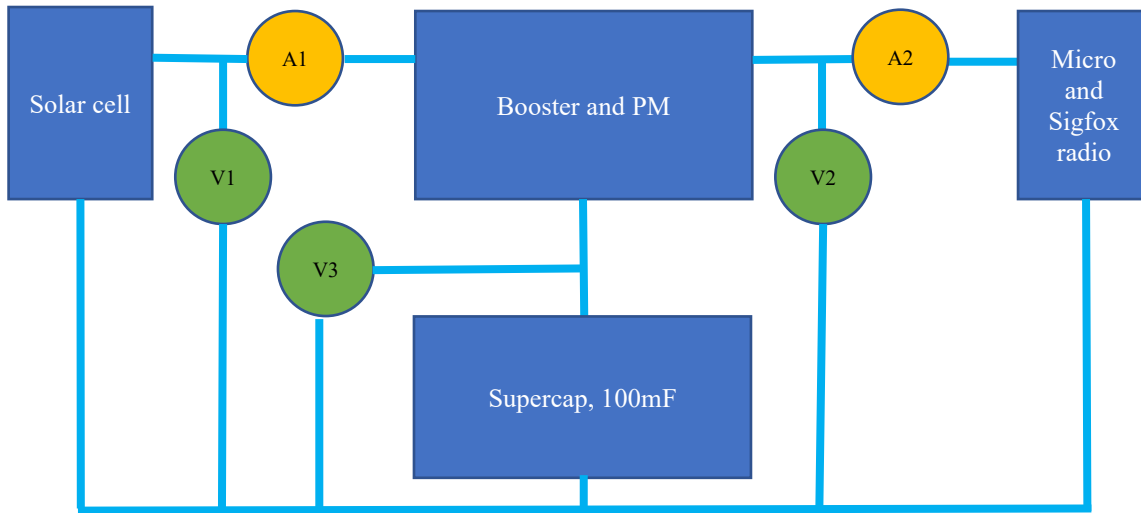 Solar cell
A1
Booster and PM
A2
Micro
and
Sigfox
radio
V1
V2
V3
Supercap, 100mF